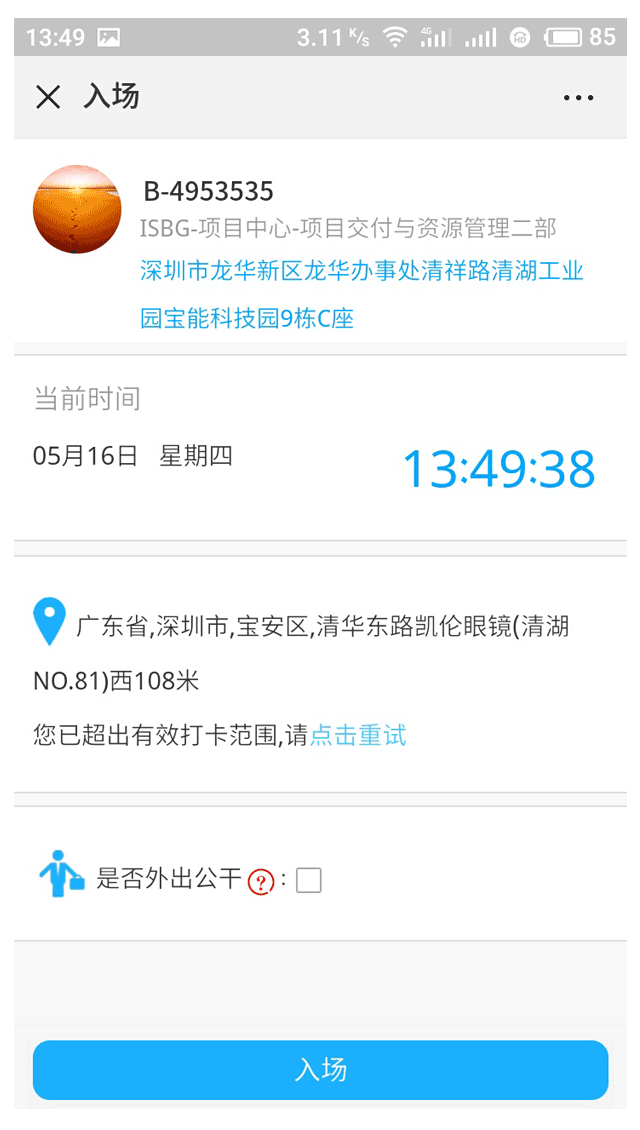 13:49 3.11 K/s 4G HD 85
入场
B-4953535
ISBG-项目中心-项目交付与资源管理二部
深圳市龙华新区龙华办事处清祥路清湖工业
园宝能科技园9栋C座
当前时间
05月16日 星期四 13:49:38
广东省,深圳市,宝安区,清华东路凯伦眼镜(清湖
NO.81)西108米
您已超出有效打卡范围,请点击重试
是否外出公干?:
入场